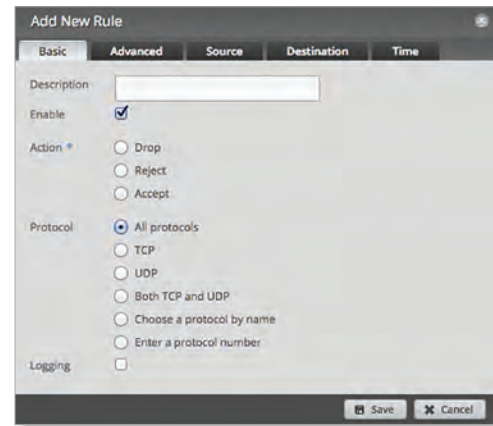 Add New Rule
Basic Advanced Source Destination Time
Description
Enable
Action * Drop
Reject
Accept
Protocol All protocols
TCP
UDP
Both TCP and UDP
Choose a protocol by name
Enter a protocol number
Logging
Save Cancel